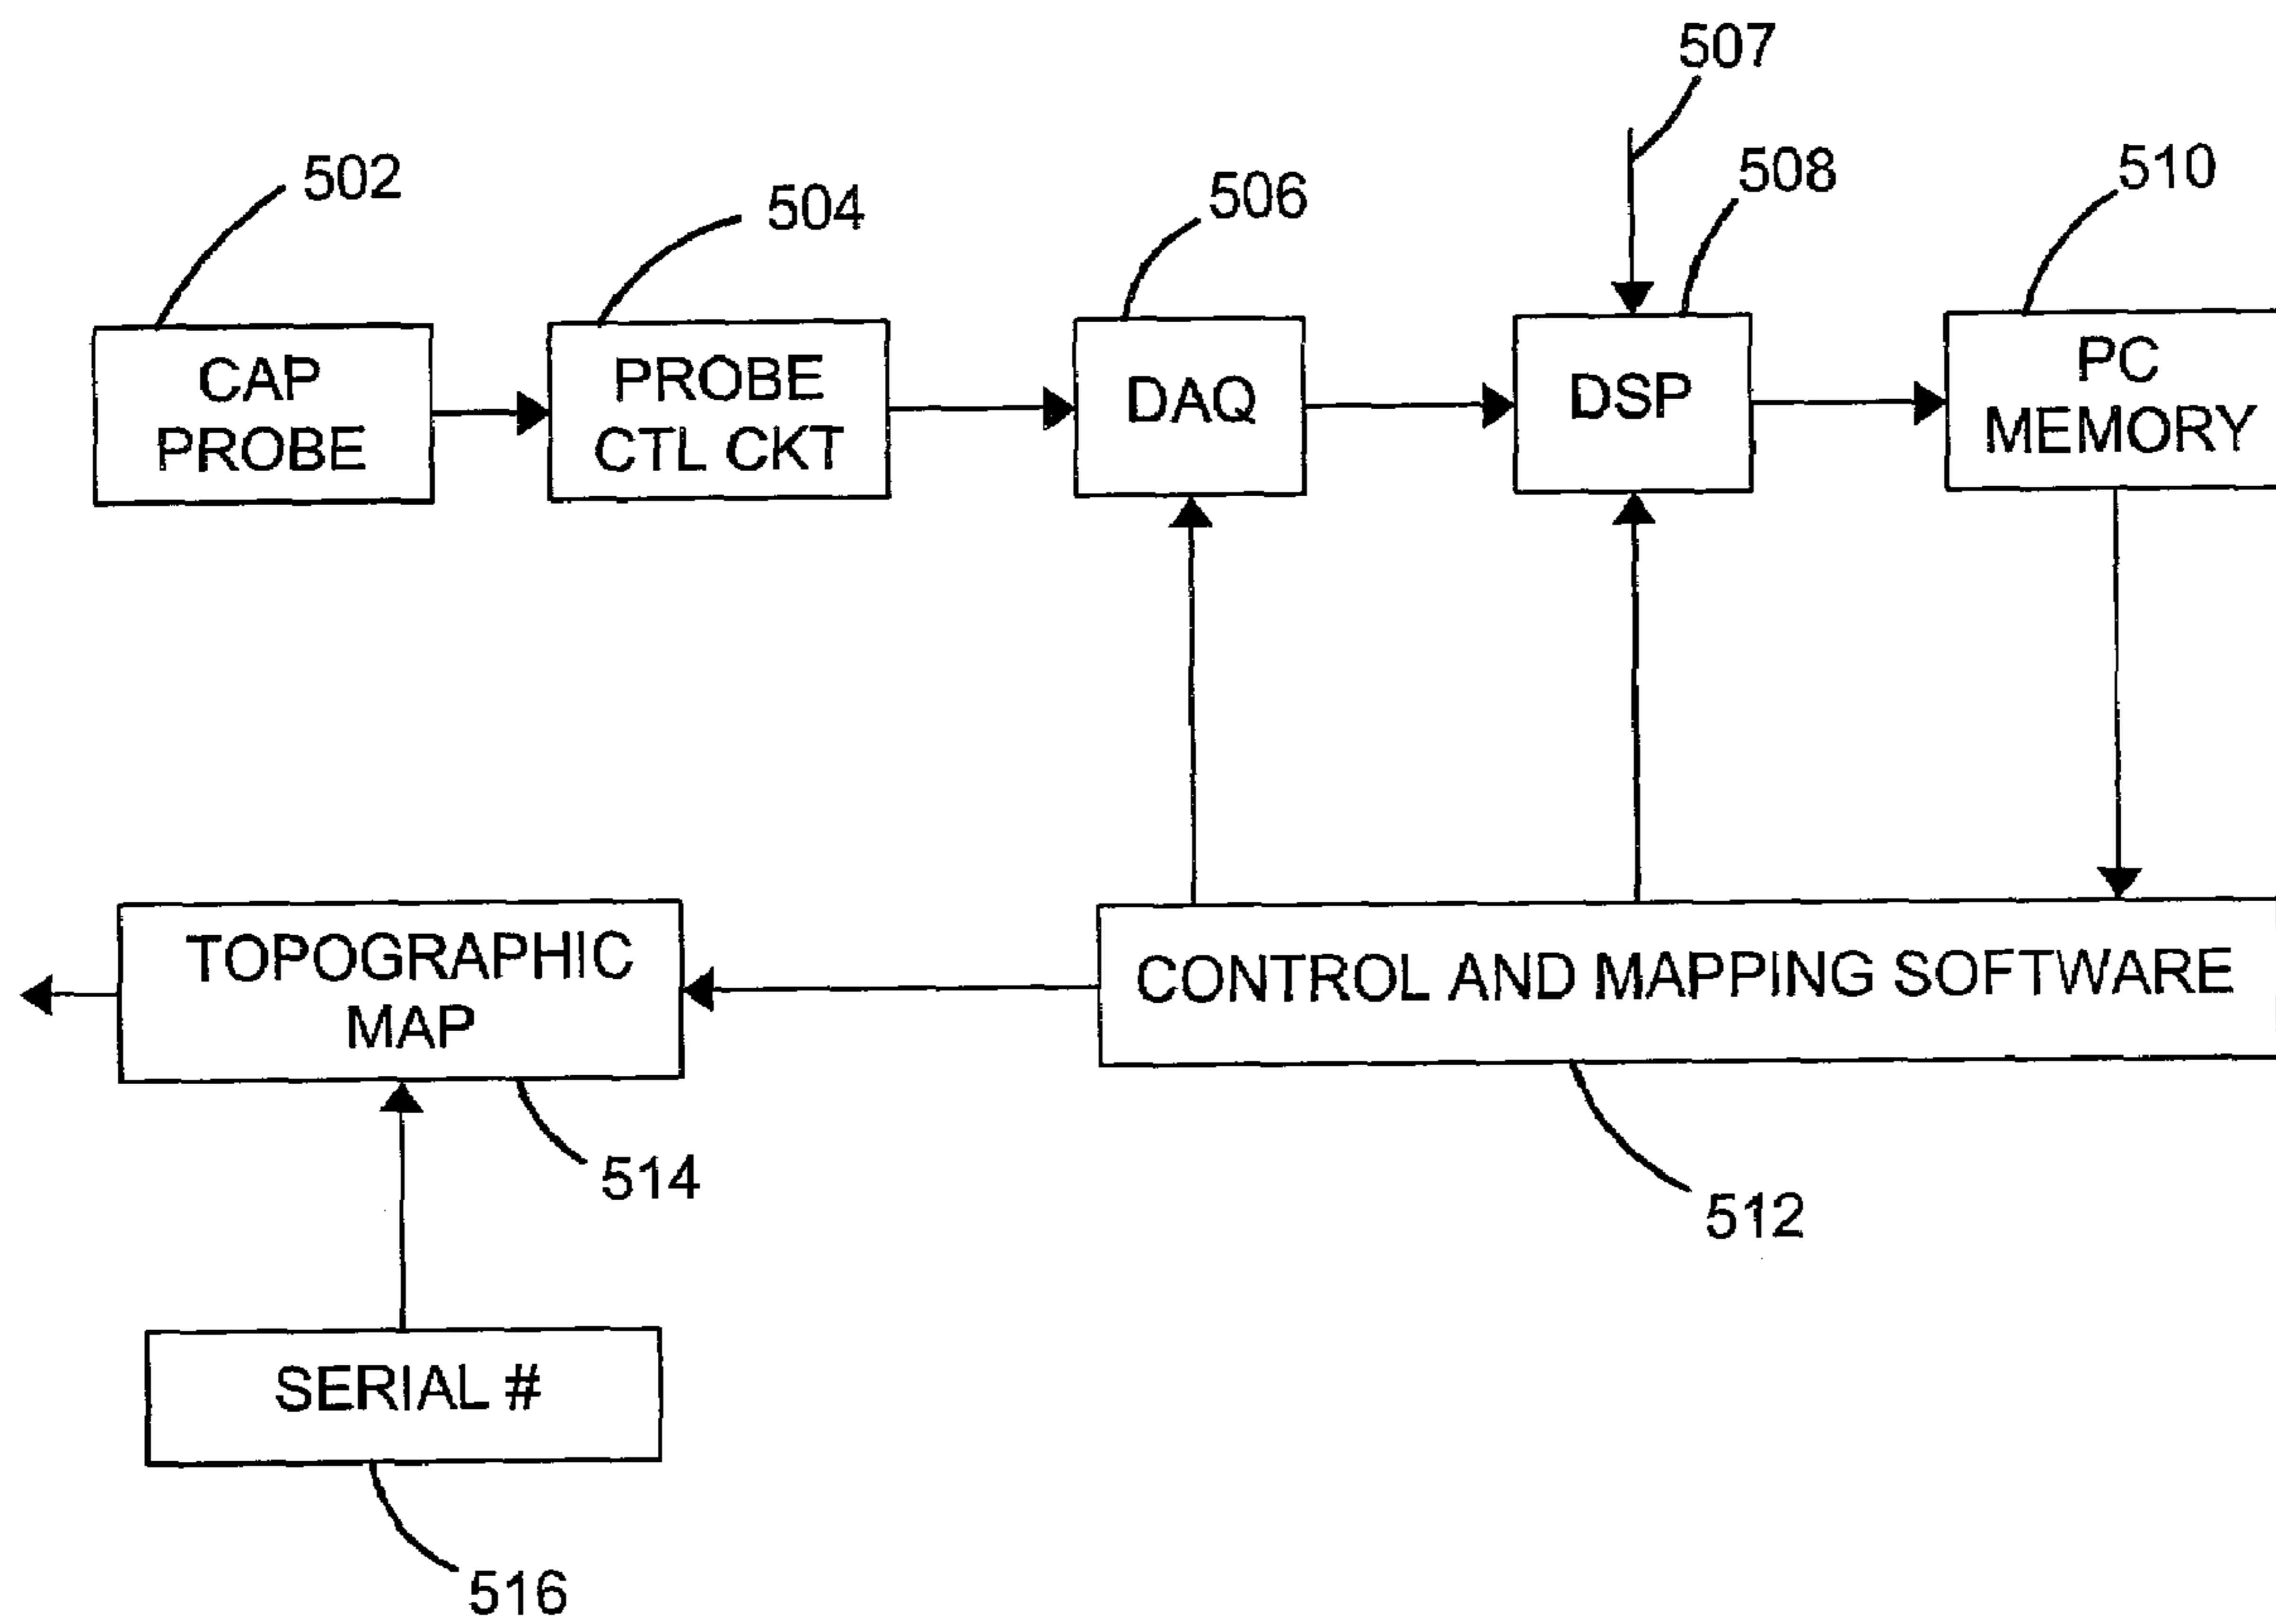 507
502
504
506
508
510
CAP
PROBE
PROBE
CTL CKT
DAQ
DSP
PC
MEMORY
TOPOGRAPHIC
MAP
CONTROL AND MAPPING SOFTWARE
514
512
SERIAL #
516